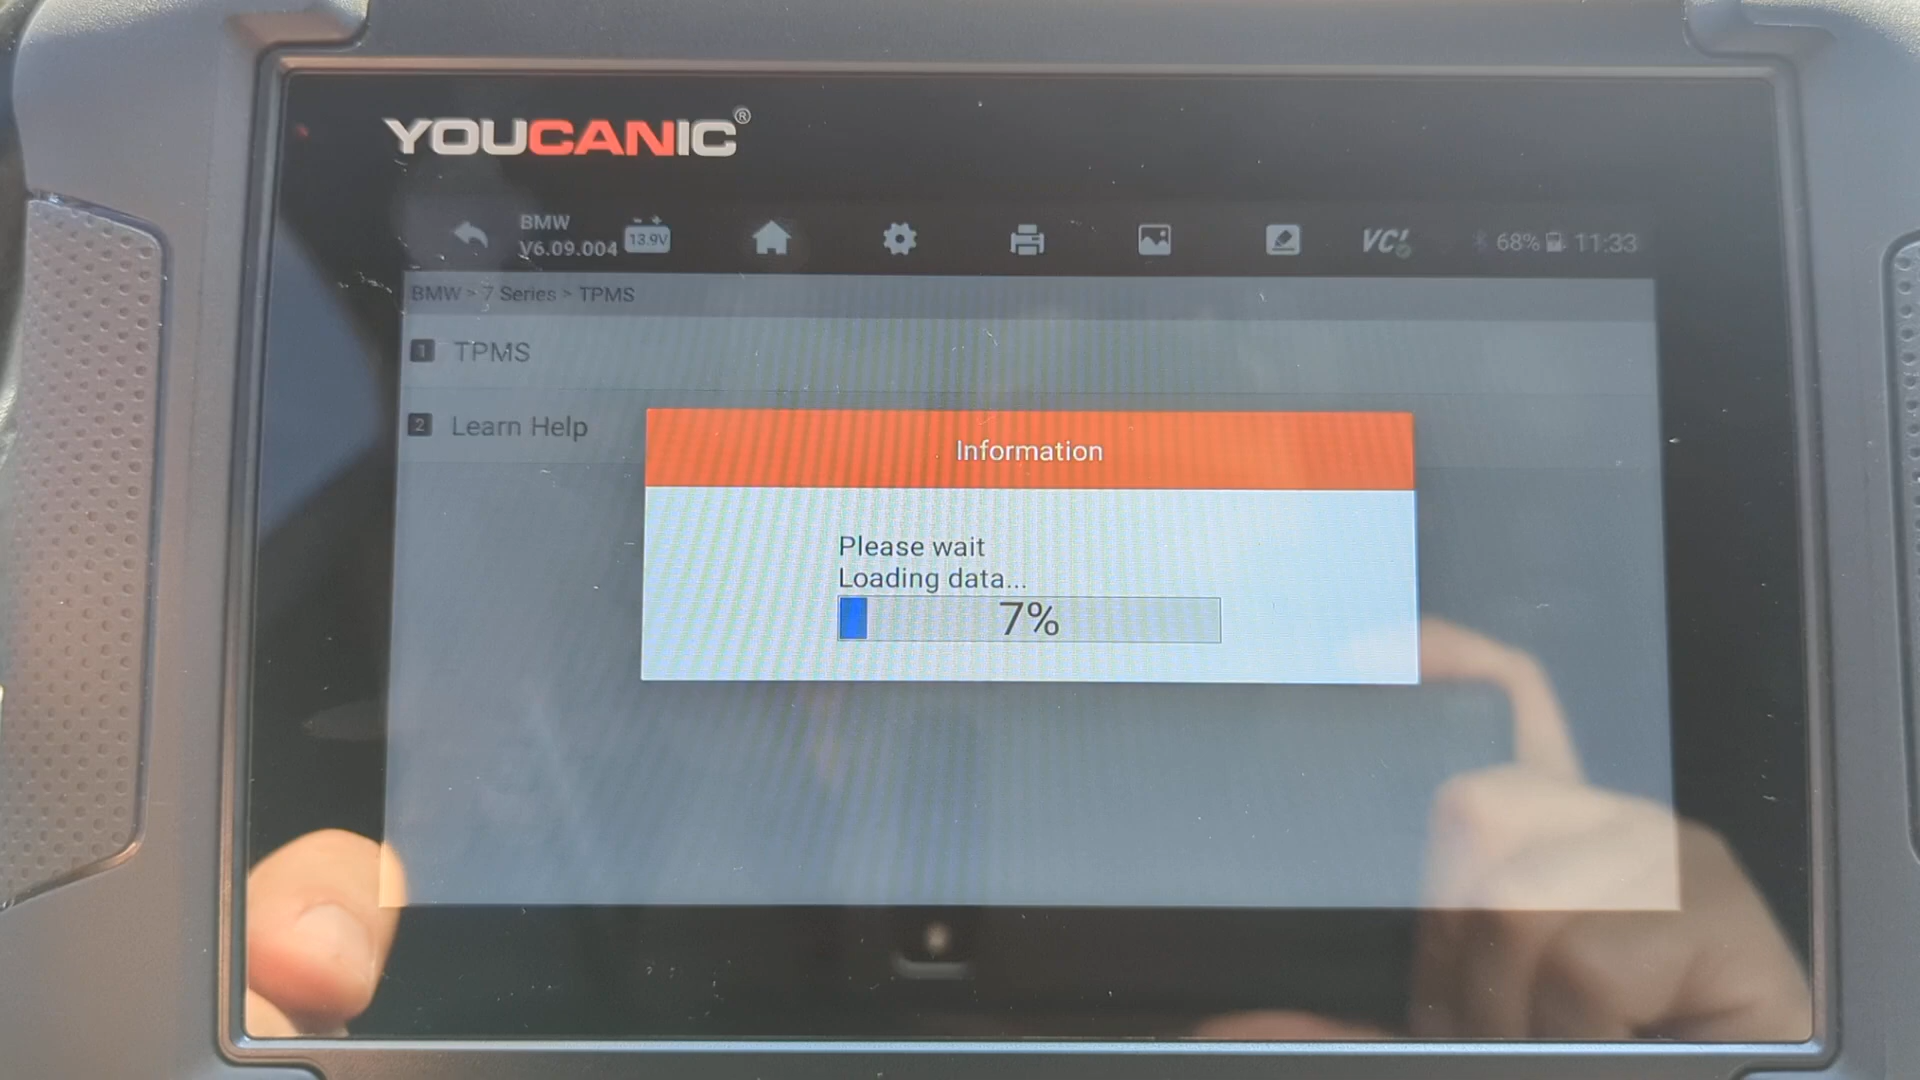 YOUCANIC®
BMW
V6.09.004
13.9V
VCI
68%
11:33
BMW > 7 Series > TPMS
1 TPMS
2 Learn Help
Information
Please wait
Loading data...
7%